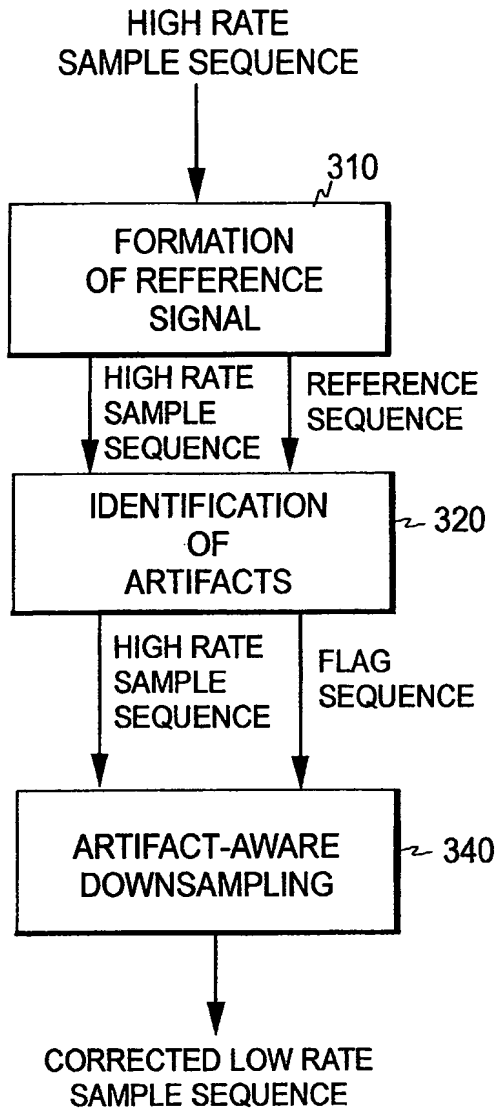 HIGH RATE
SAMPLE SEQUENCE
310
FORMATION
OF REFERENCE
SIGNAL
HIGH RATE
SAMPLE
SEQUENCE
REFERENCE
SEQUENCE
IDENTIFICATION
OF
ARTIFACTS
320
HIGH RATE
SAMPLE
SEQUENCE
FLAG
SEQUENCE
ARTIFACT-AWARE
DOWNSAMPLING
340
CORRECTED LOW RATE
SAMPLE SEQUENCE